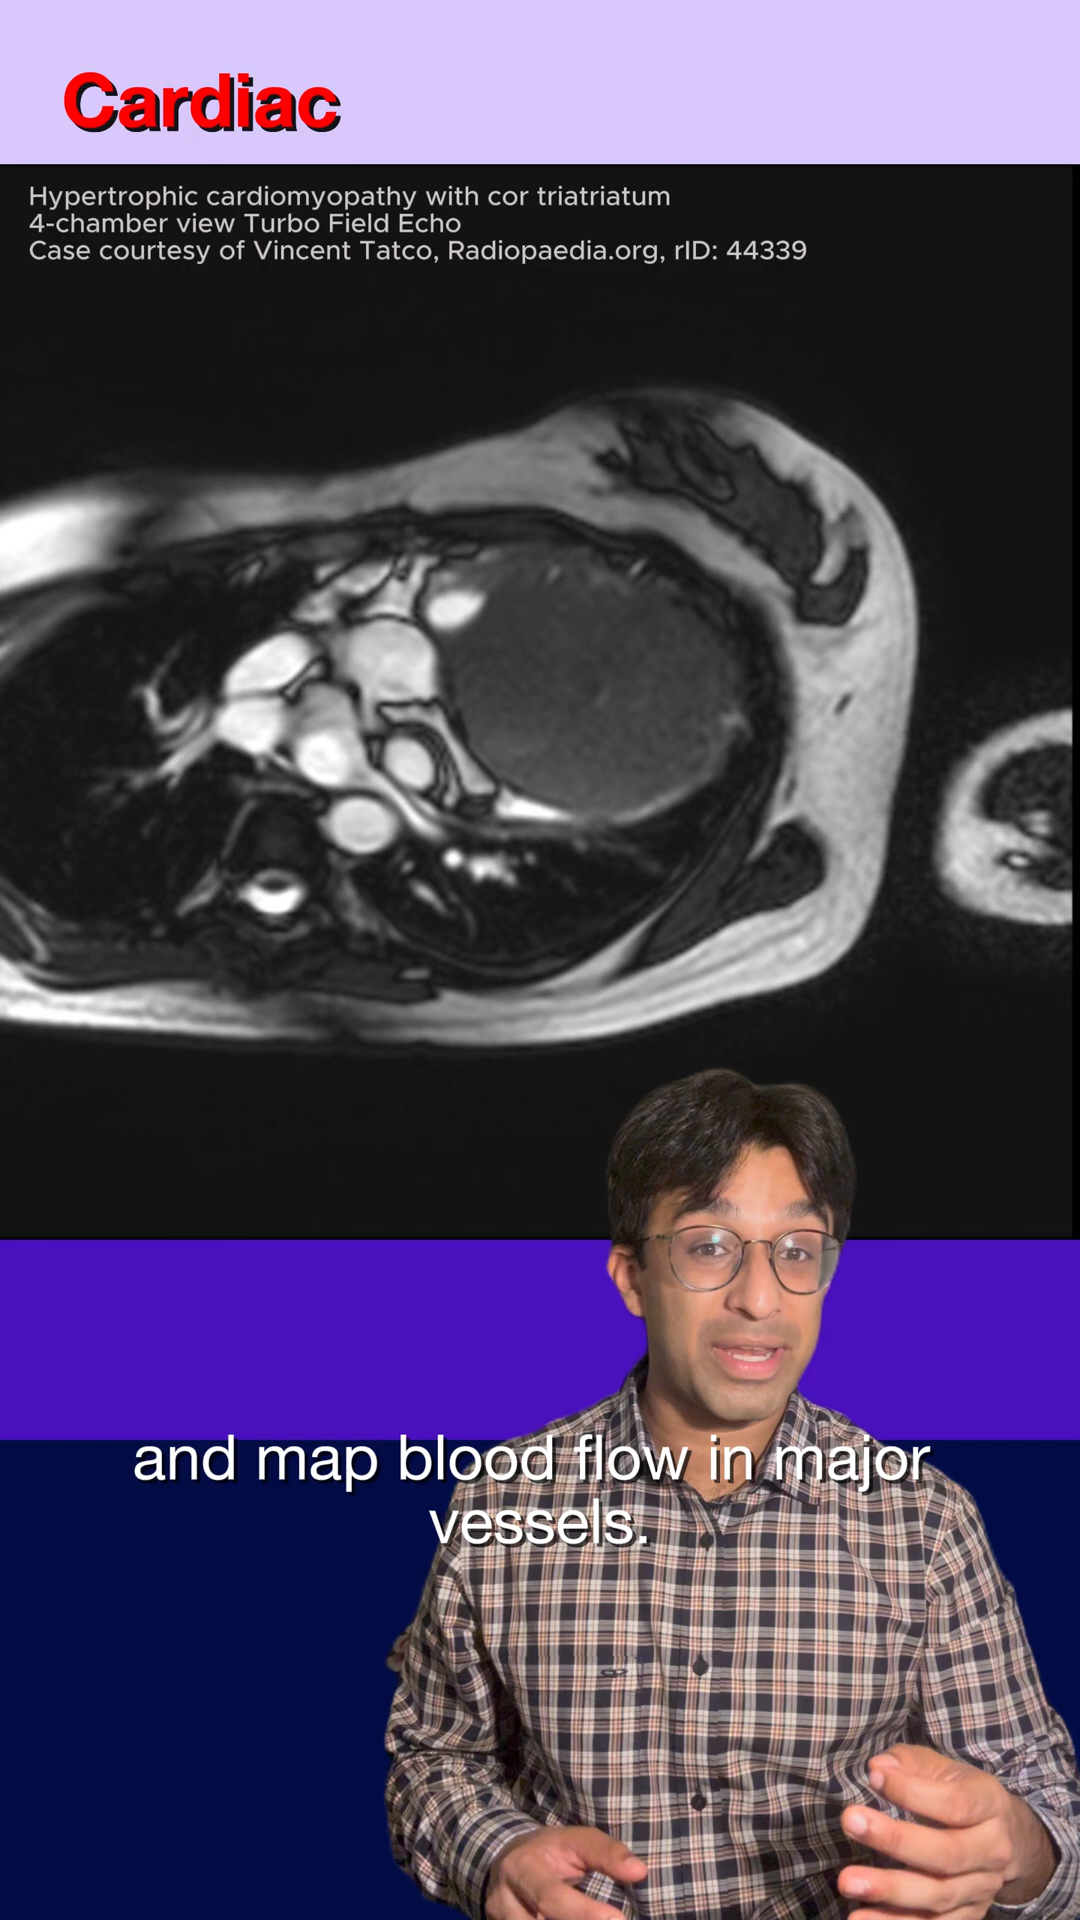 Cardiac
Hypertrophic cardiomyopathy with cor triatriatum
4-chamber view Turbo Field Echo
Case courtesy of Vincent Tatco, Radiopaedia.org, rID: 44339
and map blood flow in major
vessels.